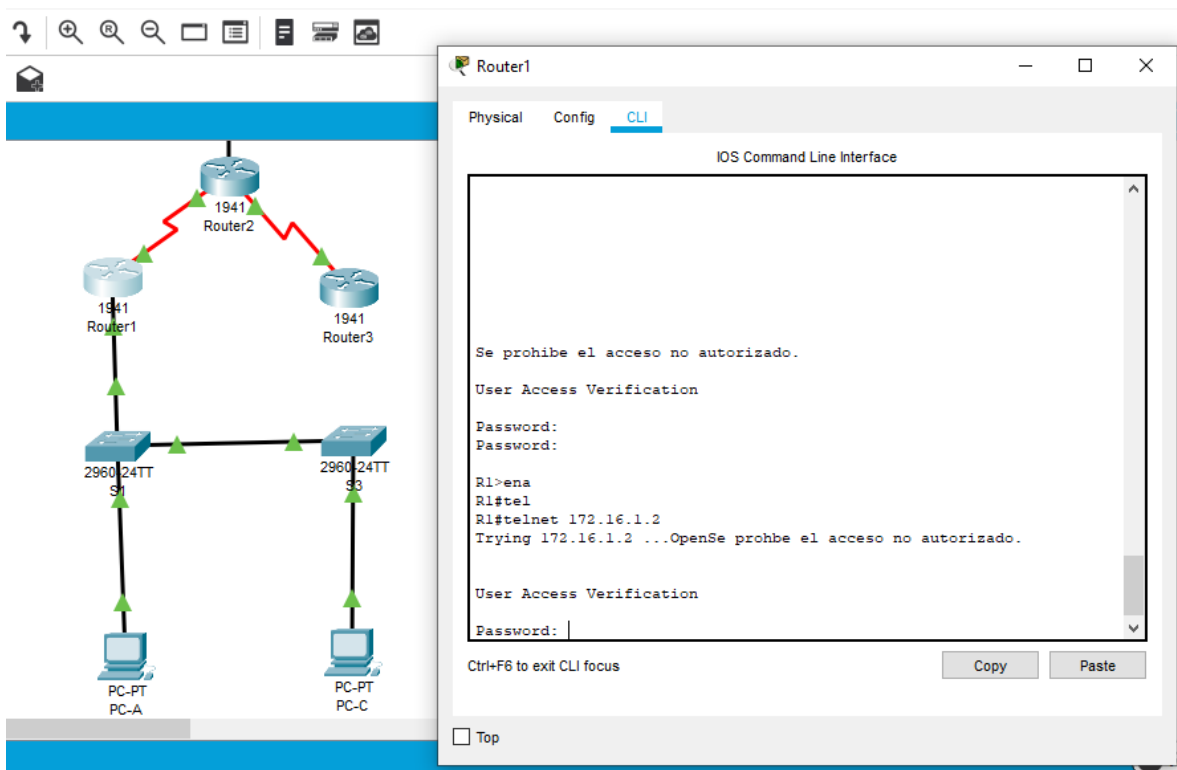 Router1
Physical Config CLI
IOS Command Line Interface
1941
Router2
1941
Router1
1941
Router3
2960-24TT
S1
2960-24TT
S3
PC-PT
PC-A
PC-PT
PC-C
Se prohibe el acceso no autorizado.
User Access Verification
Password:
Password:
R1>ena
R1#tel
R1#telnet 172.16.1.2
Trying 172.16.1.2 ...OpenSe prohbe el acceso no autorizado.
User Access Verification
Password:
Ctrl+F6 to exit CLI focus
Copy Paste
Top